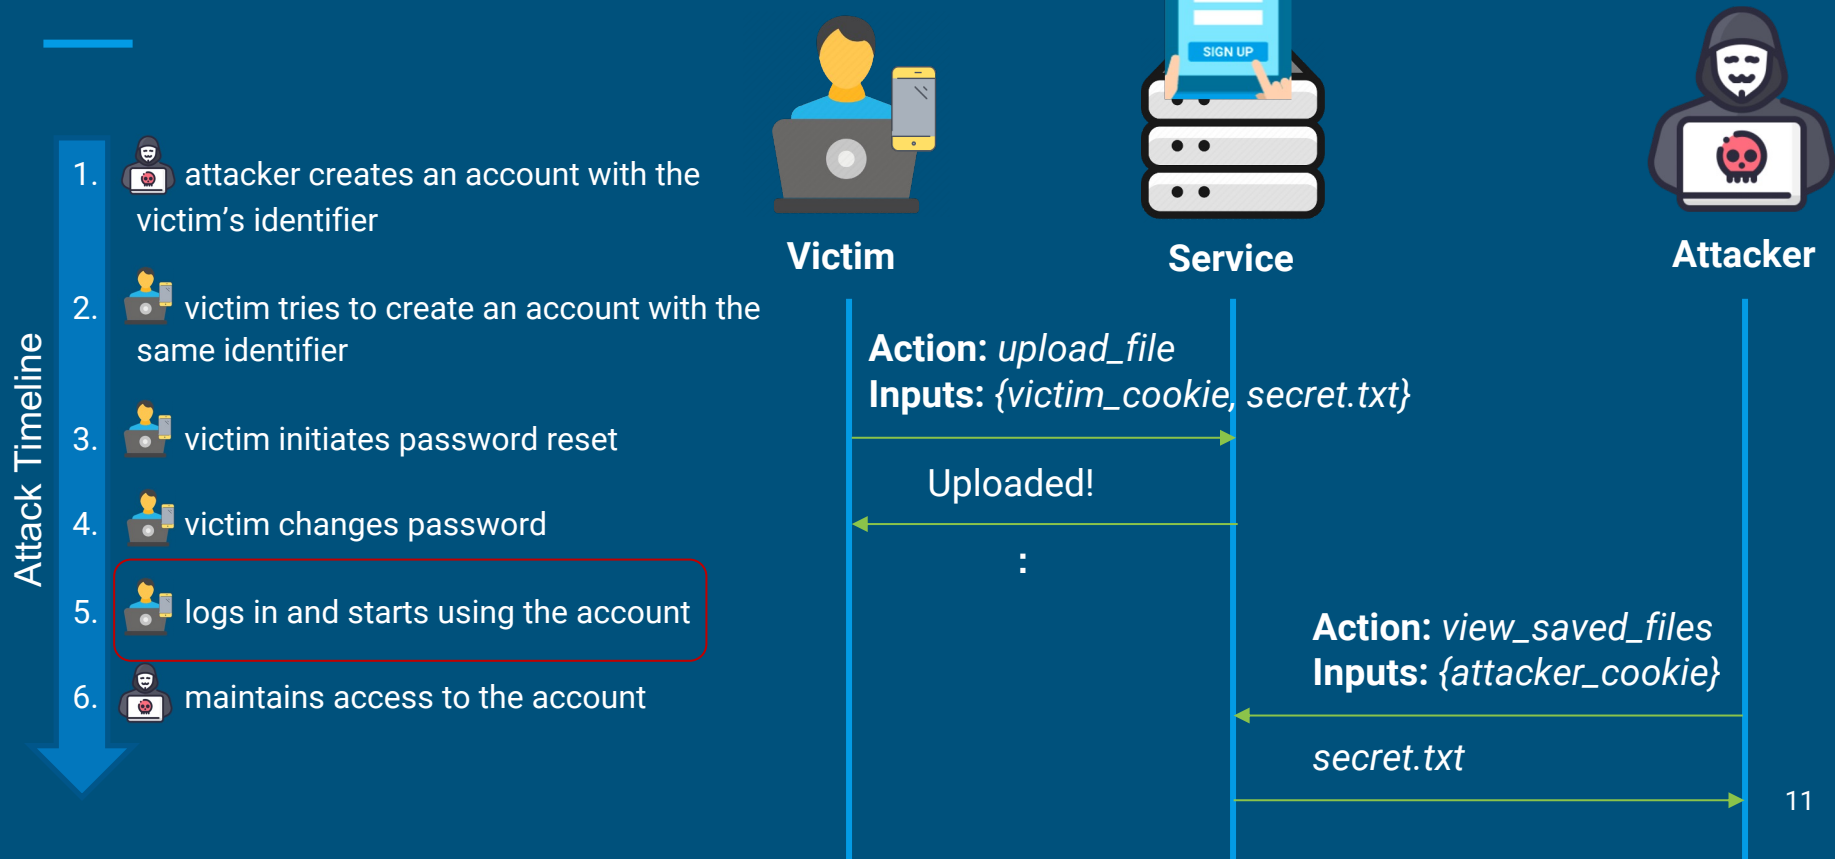 SIGN UP
Attack Timeline
1. attacker creates an account with the
victim's identifier
2. victim tries to create an account with the
same identifier
3. victim initiates password reset
4. victim changes password
5. logs in and starts using the account
6. maintains access to the account
Victim
Service
Attacker
Action: upload_file
Inputs: {victim_cookie, secret.txt}
Uploaded!
:
Action: view_saved_files
Inputs: {attacker_cookie}
secret.txt
11